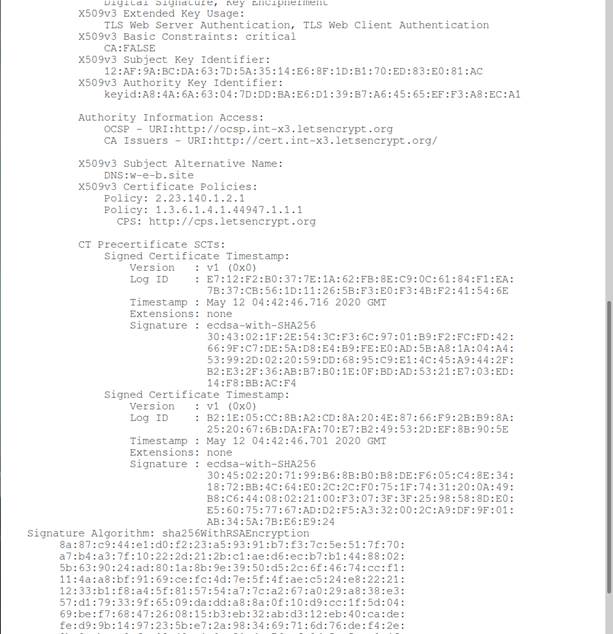 Digital Signature, Key Encipherment
X509v3 Extended Key Usage:
TLS Web Server Authentication, TLS Web Client Authentication
X509v3 Basic Constraints: critical
CA:FALSE
X509v3 Subject Key Identifier:
12:AF:9A:BC:DA:63:7D:5A:35:14:E6:8F:1D:B1:70:ED:83:E0:81:AC
X509v3 Authority Key Identifier:
keyid:A8:4A:6A:63:04:7D:DD:BA:E6:D1:39:B7:A6:45:65:EF:F3:A8:EC:A1
Authority Information Access:
OCSP - URI:http://ocsp.int-x3.letsencrypt.org
CA Issuers - URI:http://cert.int-x3.letsencrypt.org/
X509v3 Subject Alternative Name:
DNS:w-e-b.site
X509v3 Certificate Policies:
Policy: 2.23.140.1.2.1
Policy: 1.3.6.1.4.1.44947.1.1.1
CPS: http://cps.letsencrypt.org
CT Precertificate SCTs:
Signed Certificate Timestamp:
Version : v1 (0x0)
Log ID : E7:12:F2:B0:37:7E:1A:62:FB:8E:C9:0C:61:84:F1:EA:
7B:37:CB:56:1D:11:26:5B:F3:E0:F3:4B:F2:41:54:6E
Timestamp : May 12 04:42:46.716 2020 GMT
Extensions: none
Signature : ecdsa-with-SHA256
30:43:02:1F:2E:54:3C:F3:6C:97:01:B9:F2:FC:FD:42:
66:9F:C7:DE:5A:D8:E4:B9:FE:E0:AD:5B:A8:1A:04:A4:
53:99:2D:02:20:59:DD:68:95:C9:E1:4C:45:A9:44:2F:
B2:E3:2F:36:AB:B7:B0:1E:0F:BD:AD:53:21:E7:03:ED:
14:F8:BB:AC:F4
Signed Certificate Timestamp:
Version : v1 (0x0)
Log ID : B2:1E:05:CC:8B:A2:CD:8A:20:4E:87:66:F9:2B:B9:8A:
25:20:67:6B:DA:FA:70:E7:B2:49:53:2D:EF:8B:90:5E
Timestamp : May 12 04:42:46.701 2020 GMT
Extensions: none
Signature : ecdsa-with-SHA256
30:45:02:20:71:99:B6:8B:B0:B8:DE:F6:05:C4:8E:34:
18:72:BB:4C:64:E0:2C:2C:F0:75:1F:74:31:20:0A:49:
B8:C6:44:08:02:21:00:F3:07:3F:3F:25:98:58:8D:E0:
E5:60:75:77:67:AD:D2:F5:A3:32:00:2C:A9:DF:9F:01:
AB:34:5A:7B:E6:E9:24
Signature Algorithm: sha256WithRSAEncryption
8a:87:c9:44:e1:d0:f2:23:a5:93:91:b7:f3:7c:5e:51:7f:70:
a7:b4:a3:7f:10:22:2d:21:2b:c1:ae:d6:ec:b7:b1:44:88:02:
5b:63:90:24:ad:80:1a:8b:9e:39:50:d5:2c:6f:46:74:cc:f1:
11:4a:a8:bf:91:69:ce:fc:4d:7e:5f:4f:ae:c5:24:e8:22:21:
12:33:b1:f8:a4:5f:81:57:54:a7:7c:a2:67:a0:29:a8:38:e3:
57:d1:79:33:9f:65:09:da:dd:a8:8a:0f:10:d9:cc:1f:5d:04:
69:be:f7:68:47:26:08:15:b3:eb:32:ab:d3:12:eb:40:ca:de:
fe:d9:9b:14:97:23:5b:e7:2a:98:34:69:71:6d:76:de:f4:2e: